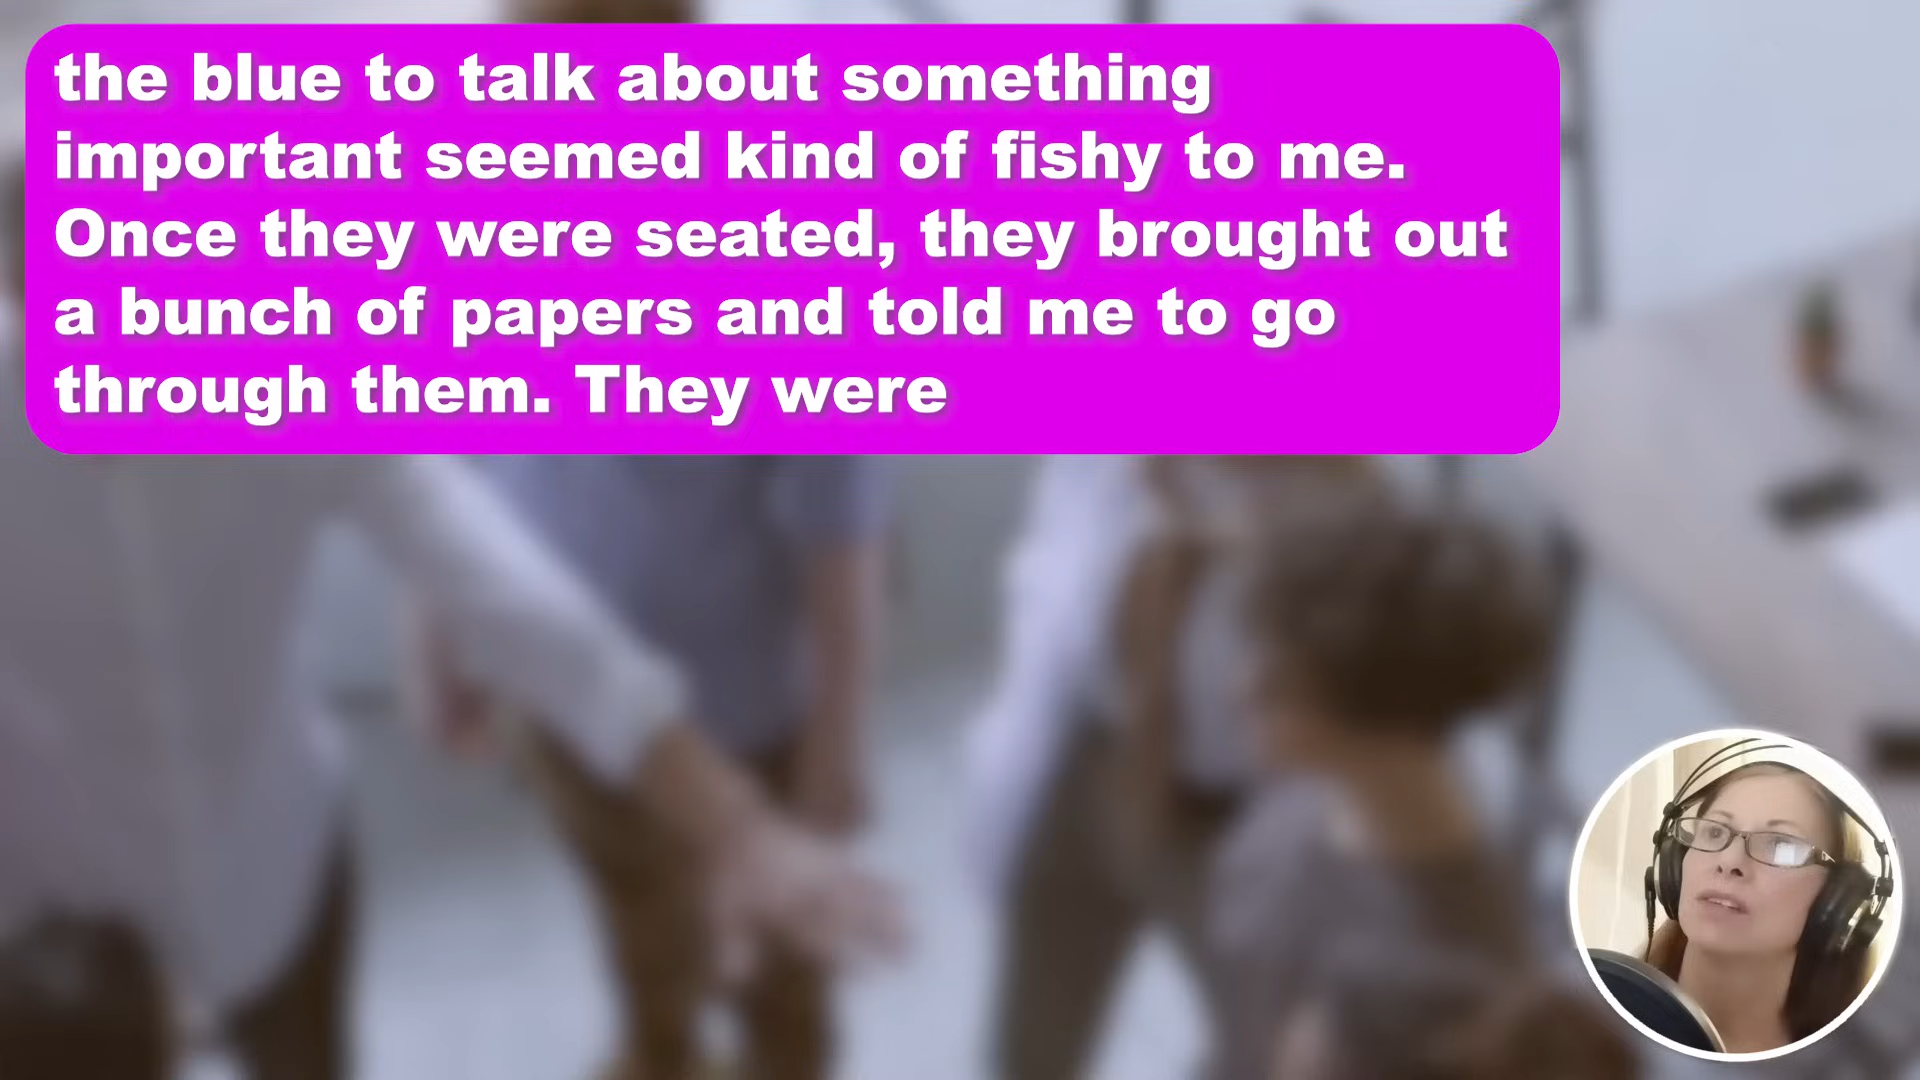 the blue to talk about something
important seemed kind of fishy to me.
Once they were seated, they brought out
a bunch of papers and told me to go
through them. They were